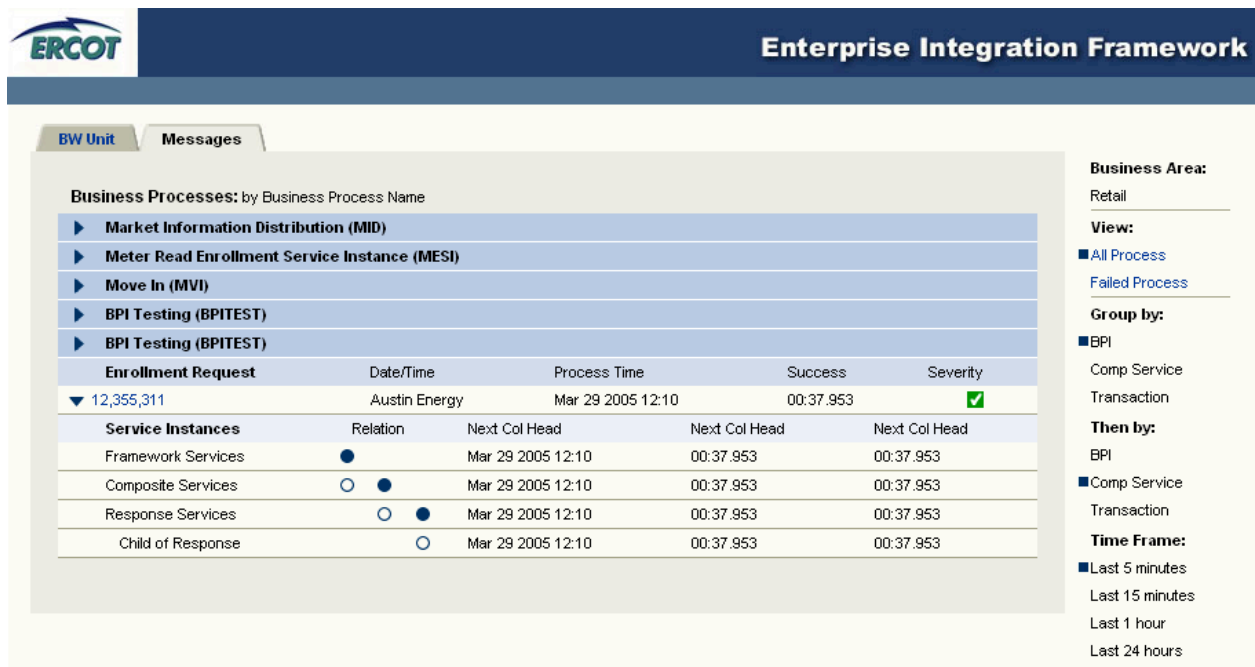 ERCOT
Enterprise Integration Framework
BW Unit Messages
Business Processes: by Business Process Name
Market Information Distribution (MID)
Meter Read Enrollment Service Instance (MESI)
Move In (MVI)
BPI Testing (BPITEST)
BPI Testing (BPITEST)
Enrollment Request Date/Time Process Time Success Severity
12,355,311 Austin Energy Mar 29 2005 12:10 00:37.953
Service Instances Relation Next Col Head Next Col Head Next Col Head
Framework Services Mar 29 2005 12:10 00:37.953 00:37.953
Composite Services Mar 29 2005 12:10 00:37.953 00:37.953
Response Services Mar 29 2005 12:10 00:37.953 00:37.953
Child of Response Mar 29 2005 12:10 00:37.953 00:37.953
Business Area:
Retail
View:
All Process
Failed Process
Group by:
BPI
Comp Service
Transaction
Then by:
BPI
Comp Service
Transaction
Time Frame:
Last 5 minutes
Last 15 minutes
Last 1 hour
Last 24 hours